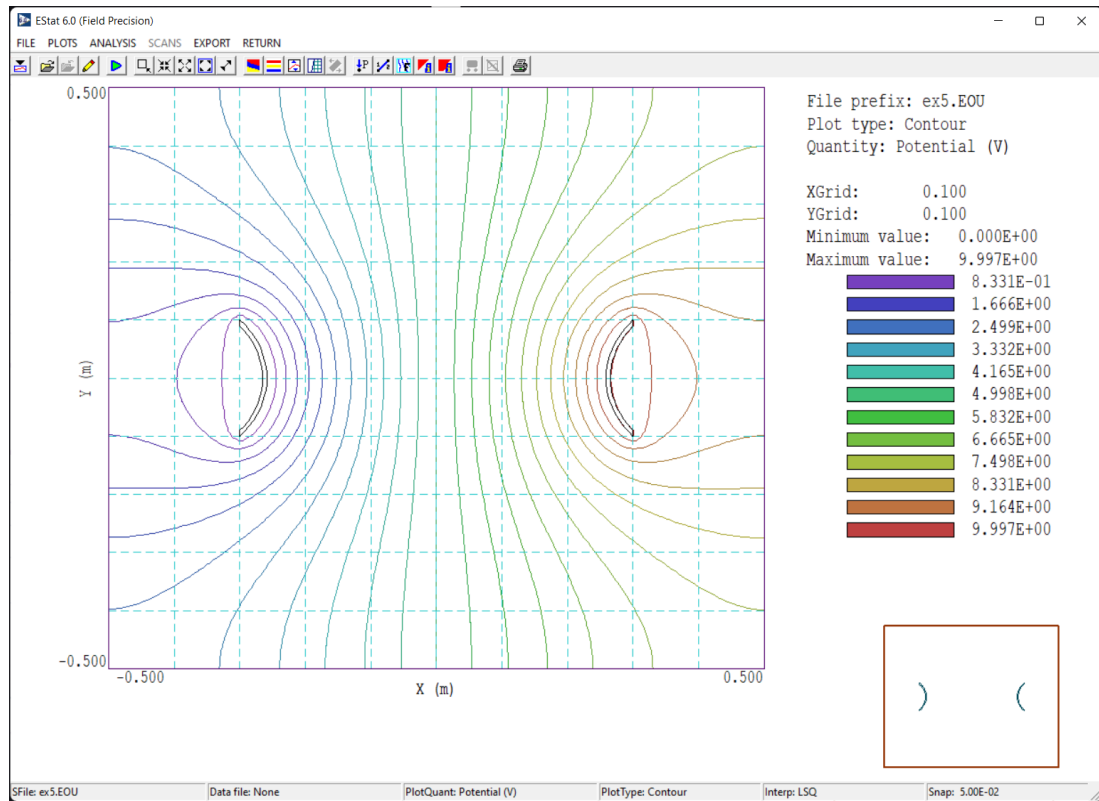 EStat 6.0 (Field Precision)
FILE PLOTS ANALYSIS SCANS EXPORT RETURN
0.500
-0.500
-0.500
0.500
X (m)
Y (m)
File prefix: ex5.EOU
Plot type: Contour
Quantity: Potential (V)
XGrid: 0.100
YGrid: 0.100
Minimum value: 0.000E+00
Maximum value: 9.997E+00
8.331E-01
1.666E+00
2.499E+00
3.332E+00
4.165E+00
4.998E+00
5.832E+00
6.665E+00
7.498E+00
8.331E+00
9.164E+00
9.997E+00
SFile: ex5.EOU Data file: None PlotQuant: Potential (V) PlotType: Contour Interp: LSQ Snap: 5.00E-02